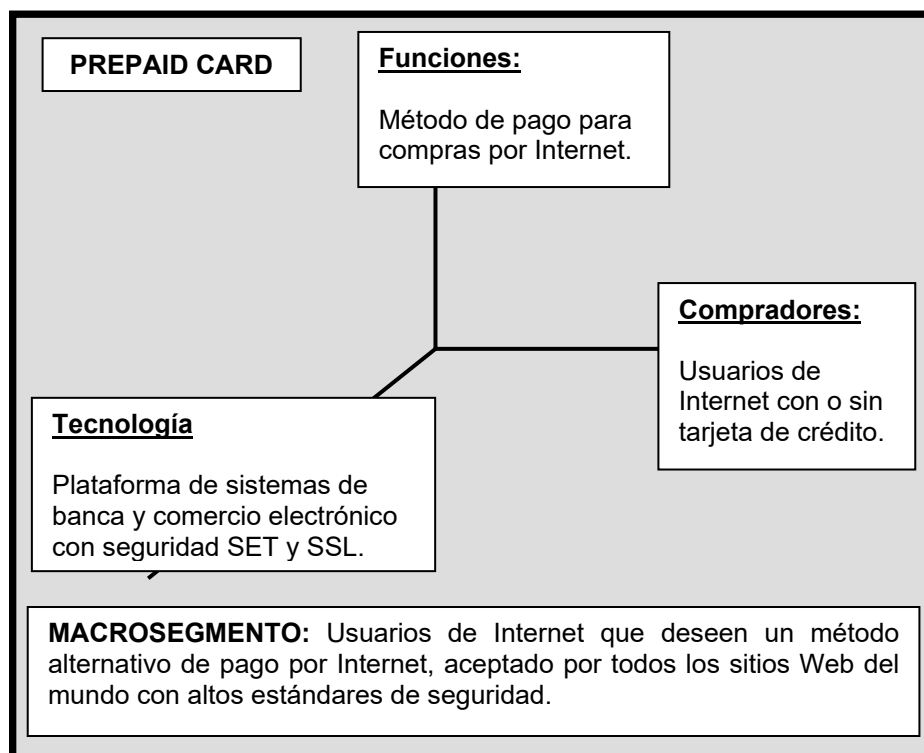 PREPAID CARD
Funciones:
Método de pago para
compras por Internet.
Compradores:
Usuarios de
Internet con o sin
tarjeta de crédito.
Tecnología
Plataforma de sistemas de
banca y comercio electrónico
con seguridad SET y SSL.
MACROSEGMENTO: Usuarios de Internet que deseen un método
alternativo de pago por Internet, aceptado por todos los sitios Web del
mundo con altos estándares de seguridad.